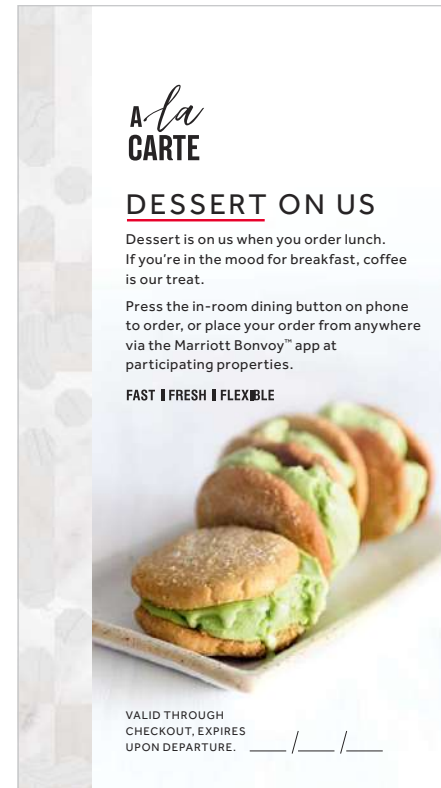 A la
CARTE
DESSERT ON US
Dessert is on us when you order lunch.
If you're in the mood for breakfast, coffee
is our treat.
Press the in-room dining button on phone
to order, or place your order from anywhere
via the Marriott Bonvoy™ app at
participating properties.
FAST | FRESH | FLEXIBLE
VALID THROUGH
CHECKOUT, EXPIRES
UPON DEPARTURE. ____ /____ /____